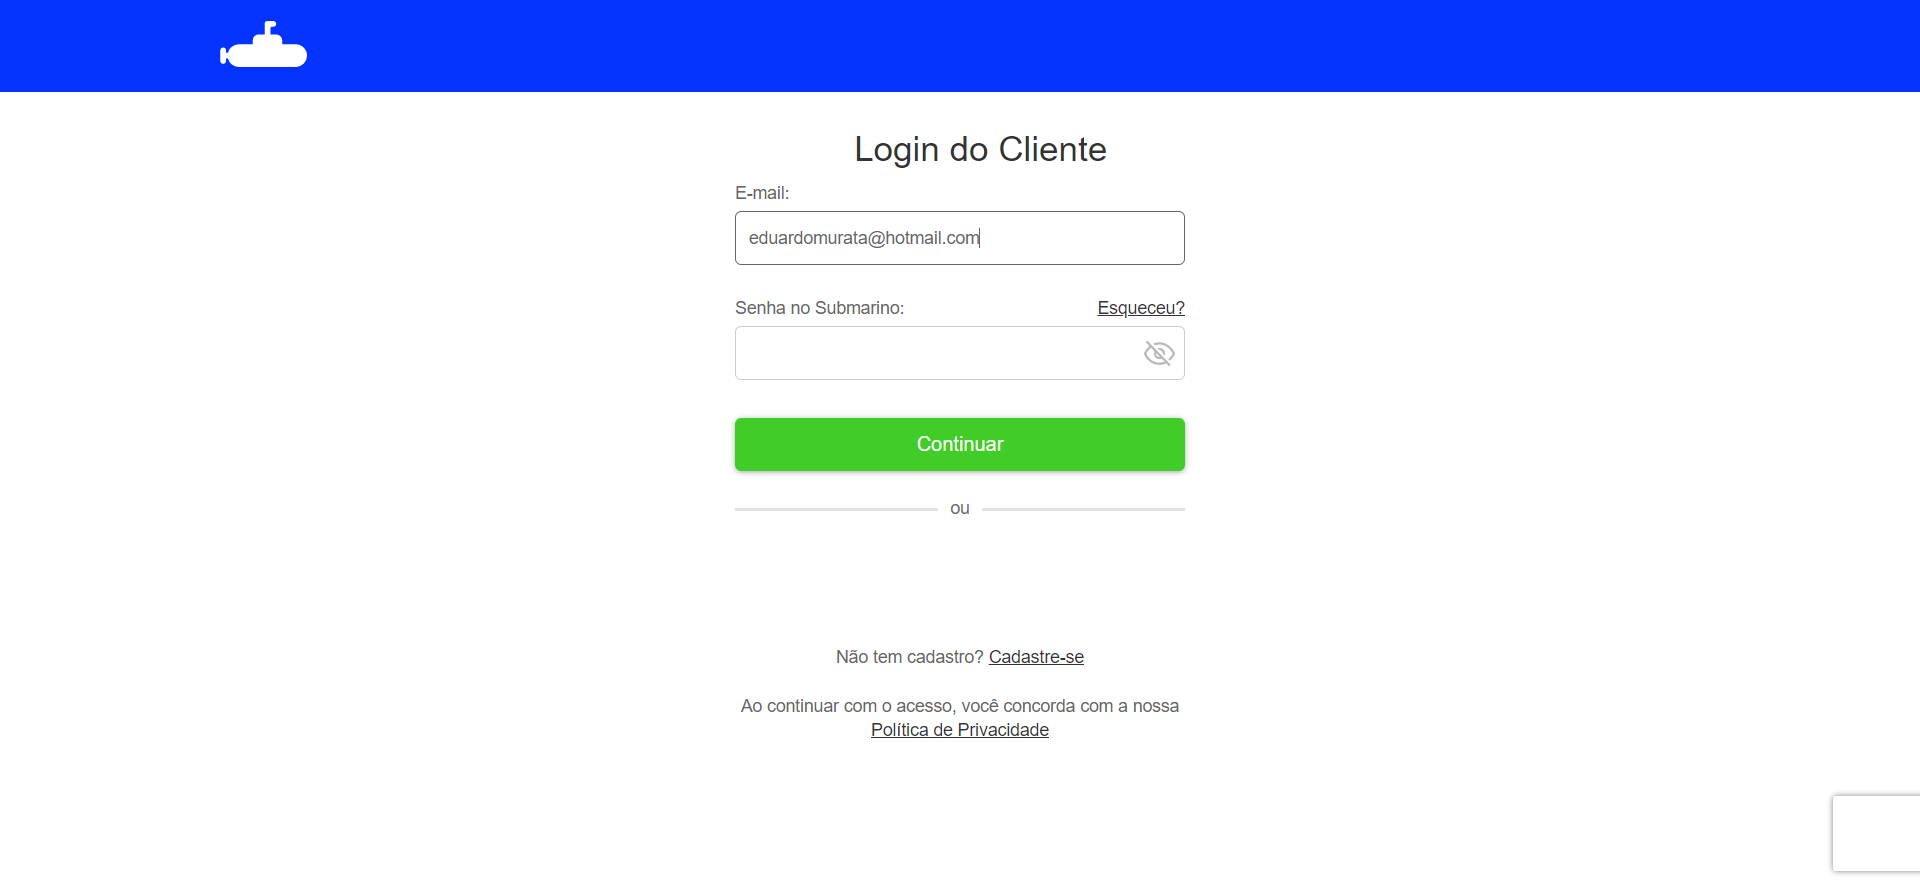 Login do Cliente
E-mail:
eduardomurata@hotmail.com
Senha no Submarino: Esqueceu?
Continuar
ou
Não tem cadastro? Cadastre-se
Ao continuar com o acesso, você concorda com a nossa
Política de Privacidade